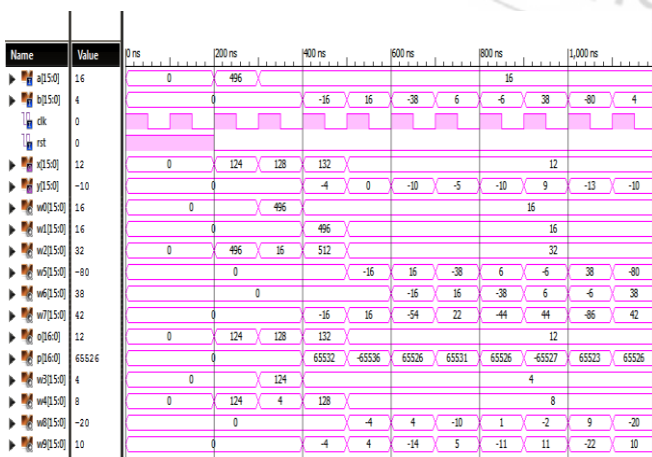 Name Value 0 ns 200 ns 400 ns 600 ns 800 ns 1,000 ns
a[15:0] 16 0 496 16
b[15:0] 4 0 -16 16 -38 6 -6 38 -80 4
clk 0
rst 0
x[15:0] 12 0 124 128 132 12
y[15:0] -10 0 -4 0 -10 -5 -10 9 -13 -10
w0[15:0] 16 0 496 16
w1[15:0] 16 0 496 16
w2[15:0] 32 0 496 16 512 32
w5[15:0] -80 0 -16 16 -38 6 -6 38 -80
w6[15:0] 38 0 -16 16 -38 6 -6 38
w7[15:0] 42 0 -16 16 -54 22 -44 44 -86 42
o[16:0] 12 0 124 128 132 12
p[16:0] 65526 0 65532 -65536 65526 65531 65526 -65527 65523 65526
w3[15:0] 4 0 124 4
w4[15:0] 8 0 124 4 128 8
w8[15:0] -20 0 -4 4 -10 1 -2 9 -20
w9[15:0] 10 0 -4 4 -14 5 -11 11 -22 10